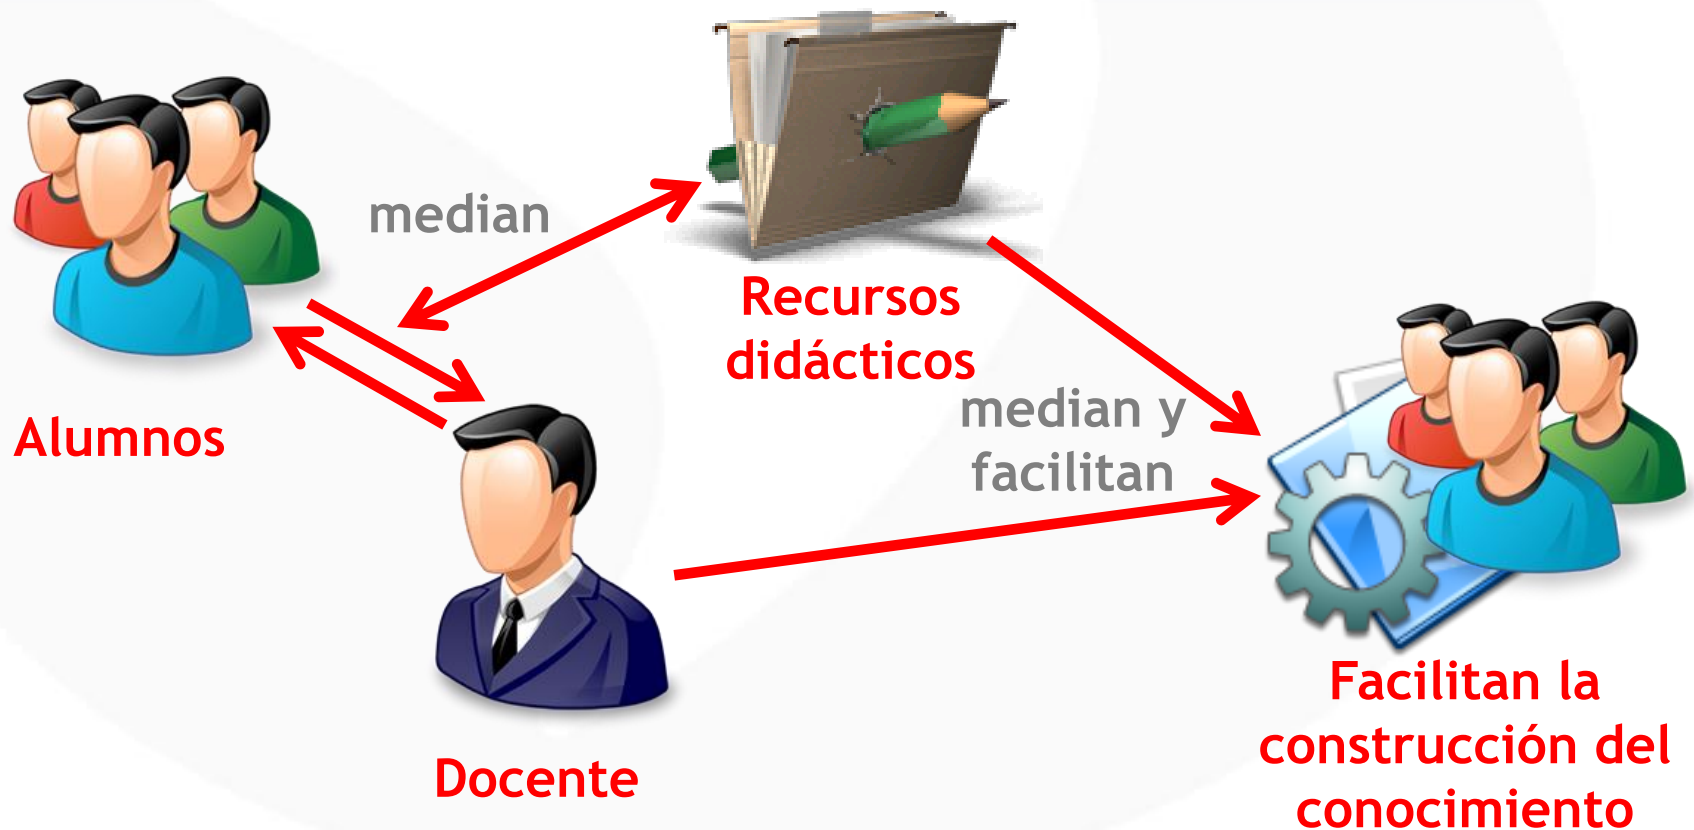 median
Recursos
didácticos
Alumnos
median y
facilitan
Docente
Facilitan la
construcción del
conocimiento